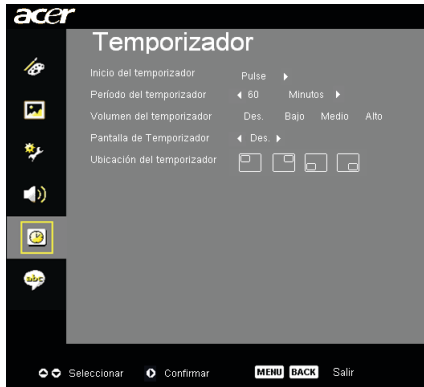 acer
Temporizador
Inicio del temporizador Pulse
Período del temporizador 60 Minutos
Volumen del temporizador Des. Bajo Medio Alto
Pantalla de Temporizador Des.
Ubicación del temporizador
abc
Seleccionar Confirmar MENU BACK Salir